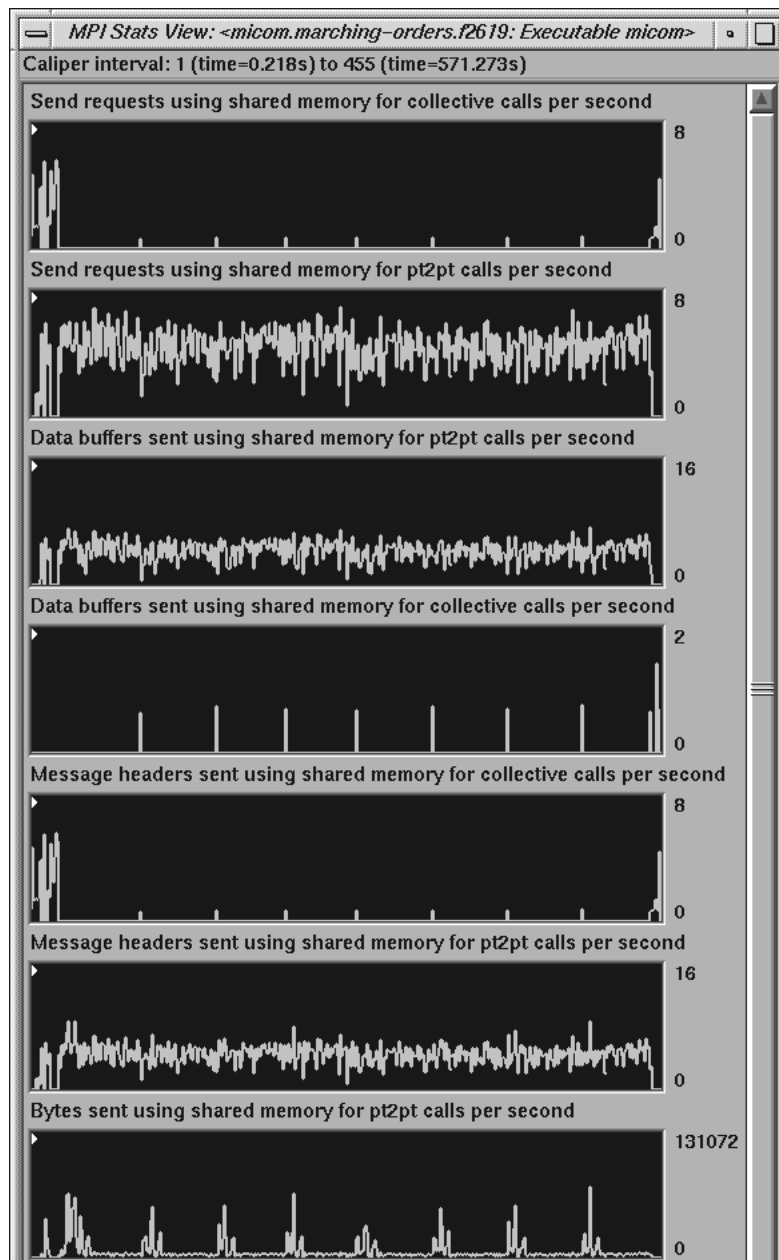 MPI Stats View: <micom.marching-orders.f2619: Executable micom>
Caliper interval: 1 (time=0.218s) to 455 (time=571.273s)
Send requests using shared memory for collective calls per second
8
0
Send requests using shared memory for pt2pt calls per second
8
0
Data buffers sent using shared memory for pt2pt calls per second
16
0
Data buffers sent using shared memory for collective calls per second
2
0
Message headers sent using shared memory for collective calls per second
8
0
Message headers sent using shared memory for pt2pt calls per second
16
0
Bytes sent using shared memory for pt2pt calls per second
131072
0